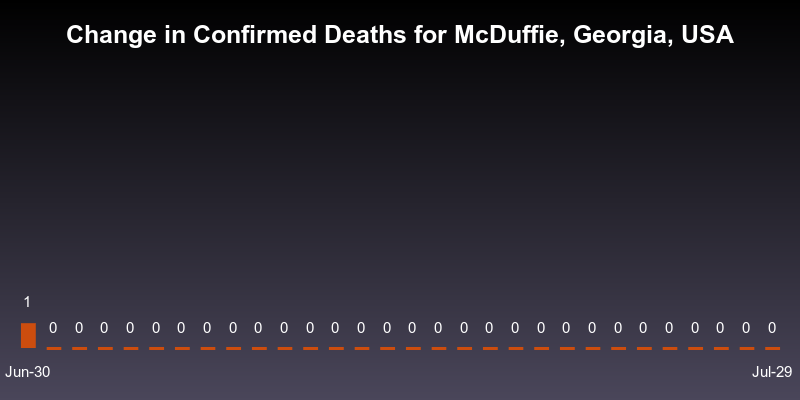 Change in Confirmed Deaths for McDuffie, Georgia, USA
1
0 0 0 0 0 0 0 0 0 0 0 0 0 0 0 0 0 0 0 0 0 0 0 0 0 0 0 0 0
Jun-30 Jul-29